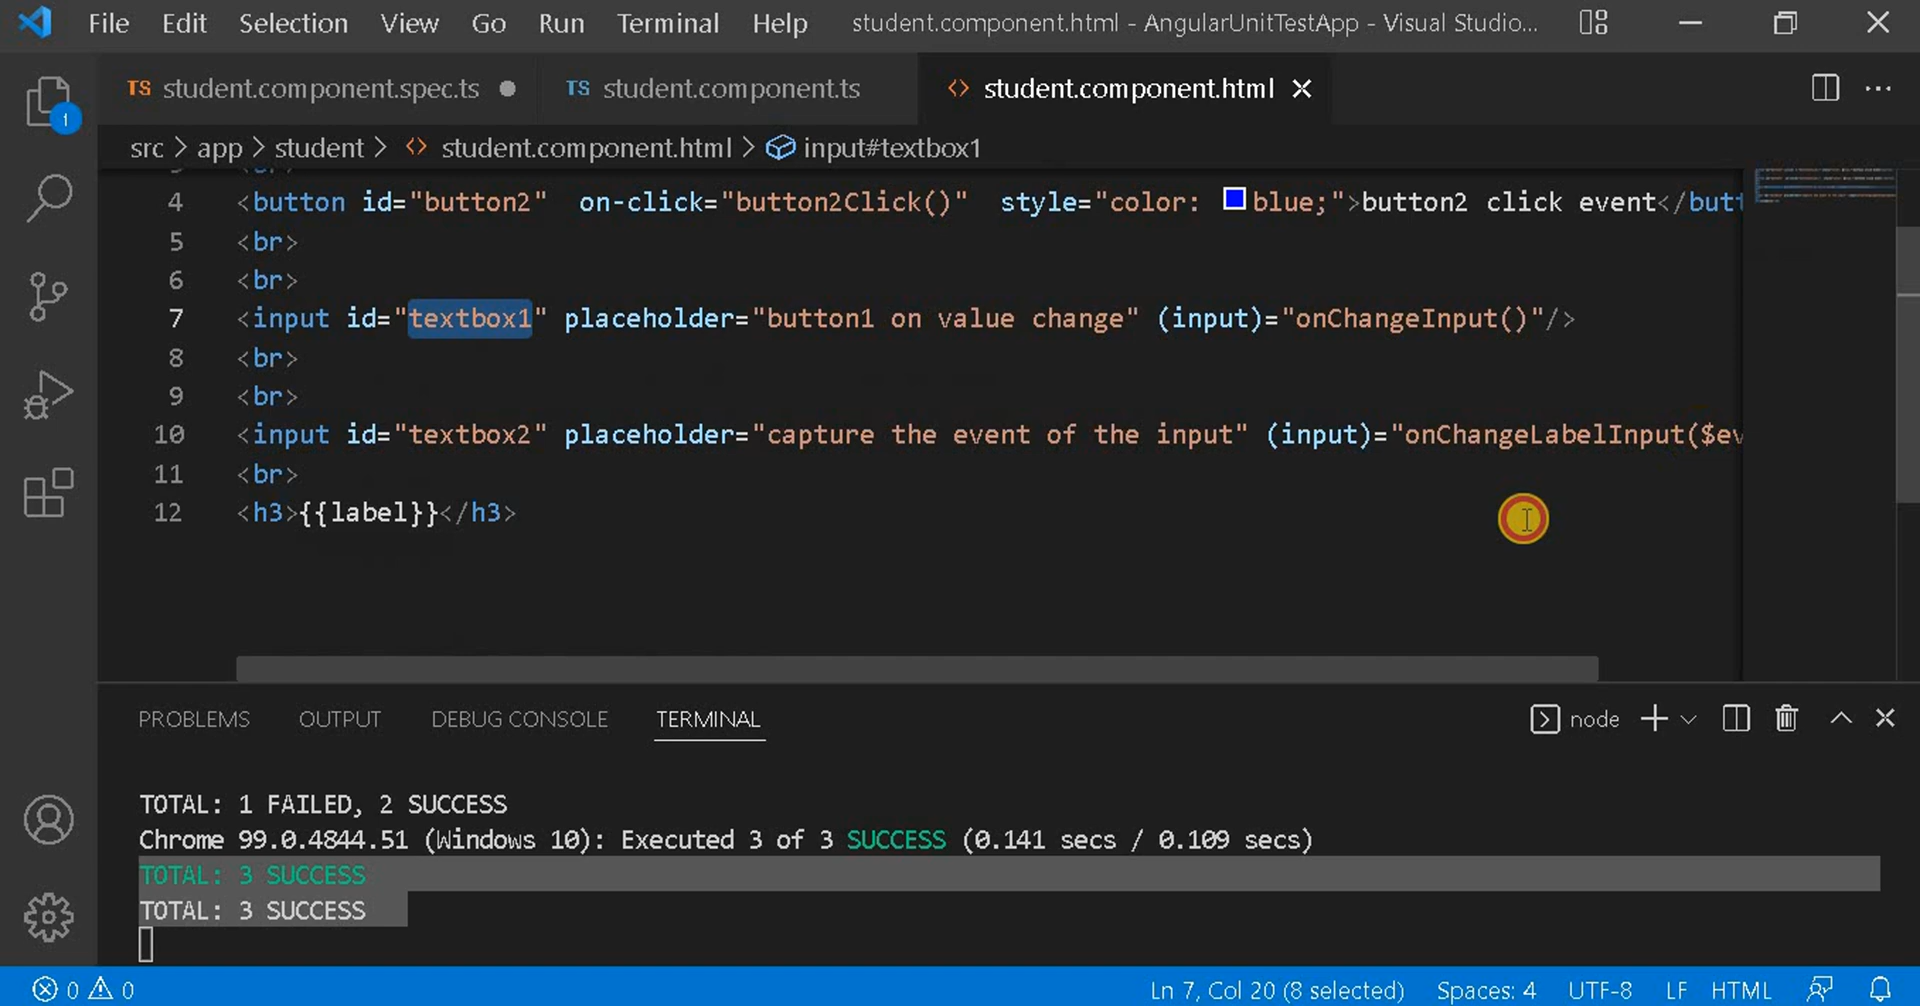 File Edit Selection View Go Run Terminal Help student.component.html - AngularUnitTestApp - Visual Studio...
TS student.component.spec.ts TS student.component.ts <> student.component.html
src > app > student > <> student.component.html > input#textbox1
4 <button id="button2" on-click="button2Click()" style="color: blue;">button2 click event</butt
5 <br>
6 <br>
7 <input id="textbox1" placeholder="button1 on value change" (input)="onChangeInput()"/>
8 <br>
9 <br>
10 <input id="textbox2" placeholder="capture the event of the input" (input)="onChangeLabelInput($ev
11 <br>
12 <h3>{{label}}</h3>
1
PROBLEMS OUTPUT DEBUG CONSOLE TERMINAL node
TOTAL: 1 FAILED, 2 SUCCESS
Chrome 99.0.4844.51 (Windows 10): Executed 3 of 3 SUCCESS (0.141 secs / 0.109 secs)
TOTAL: 3 SUCCESS
TOTAL: 3 SUCCESS
0 0 Ln 7, Col 20 (8 selected) Spaces: 4 UTF-8 LF HTML